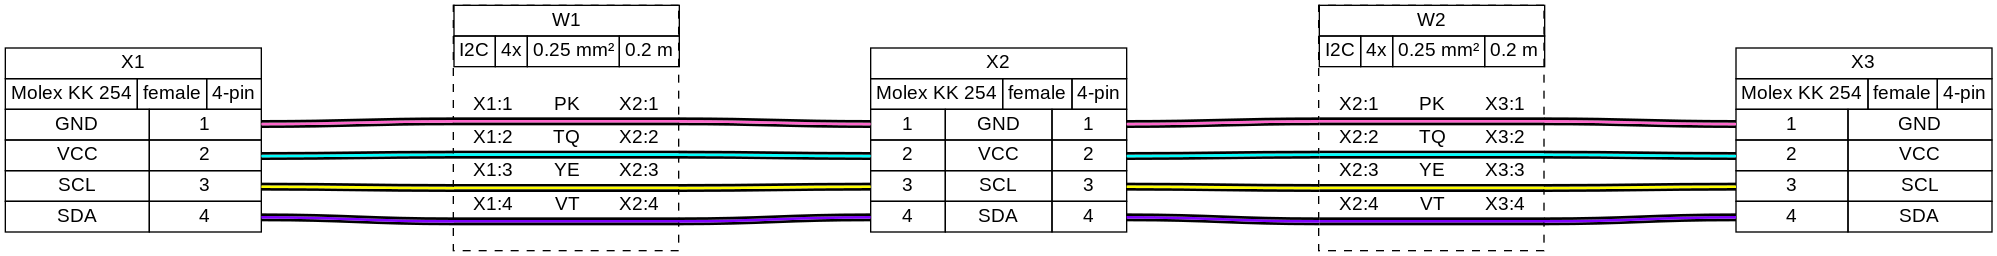 W1
I2C 4x 0.25 mm² 0.2 m
W2
I2C 4x 0.25 mm² 0.2 m
X1
Molex KK 254 female 4-pin
GND 1
VCC 2
SCL 3
SDA 4
X1:1 PK X2:1
X1:2 TQ X2:2
X1:3 YE X2:3
X1:4 VT X2:4
X2
Molex KK 254 female 4-pin
1 GND 1
2 VCC 2
3 SCL 3
4 SDA 4
X2:1 PK X3:1
X2:2 TQ X3:2
X2:3 YE X3:3
X2:4 VT X3:4
X3
Molex KK 254 female 4-pin
1 GND
2 VCC
3 SCL
4 SDA